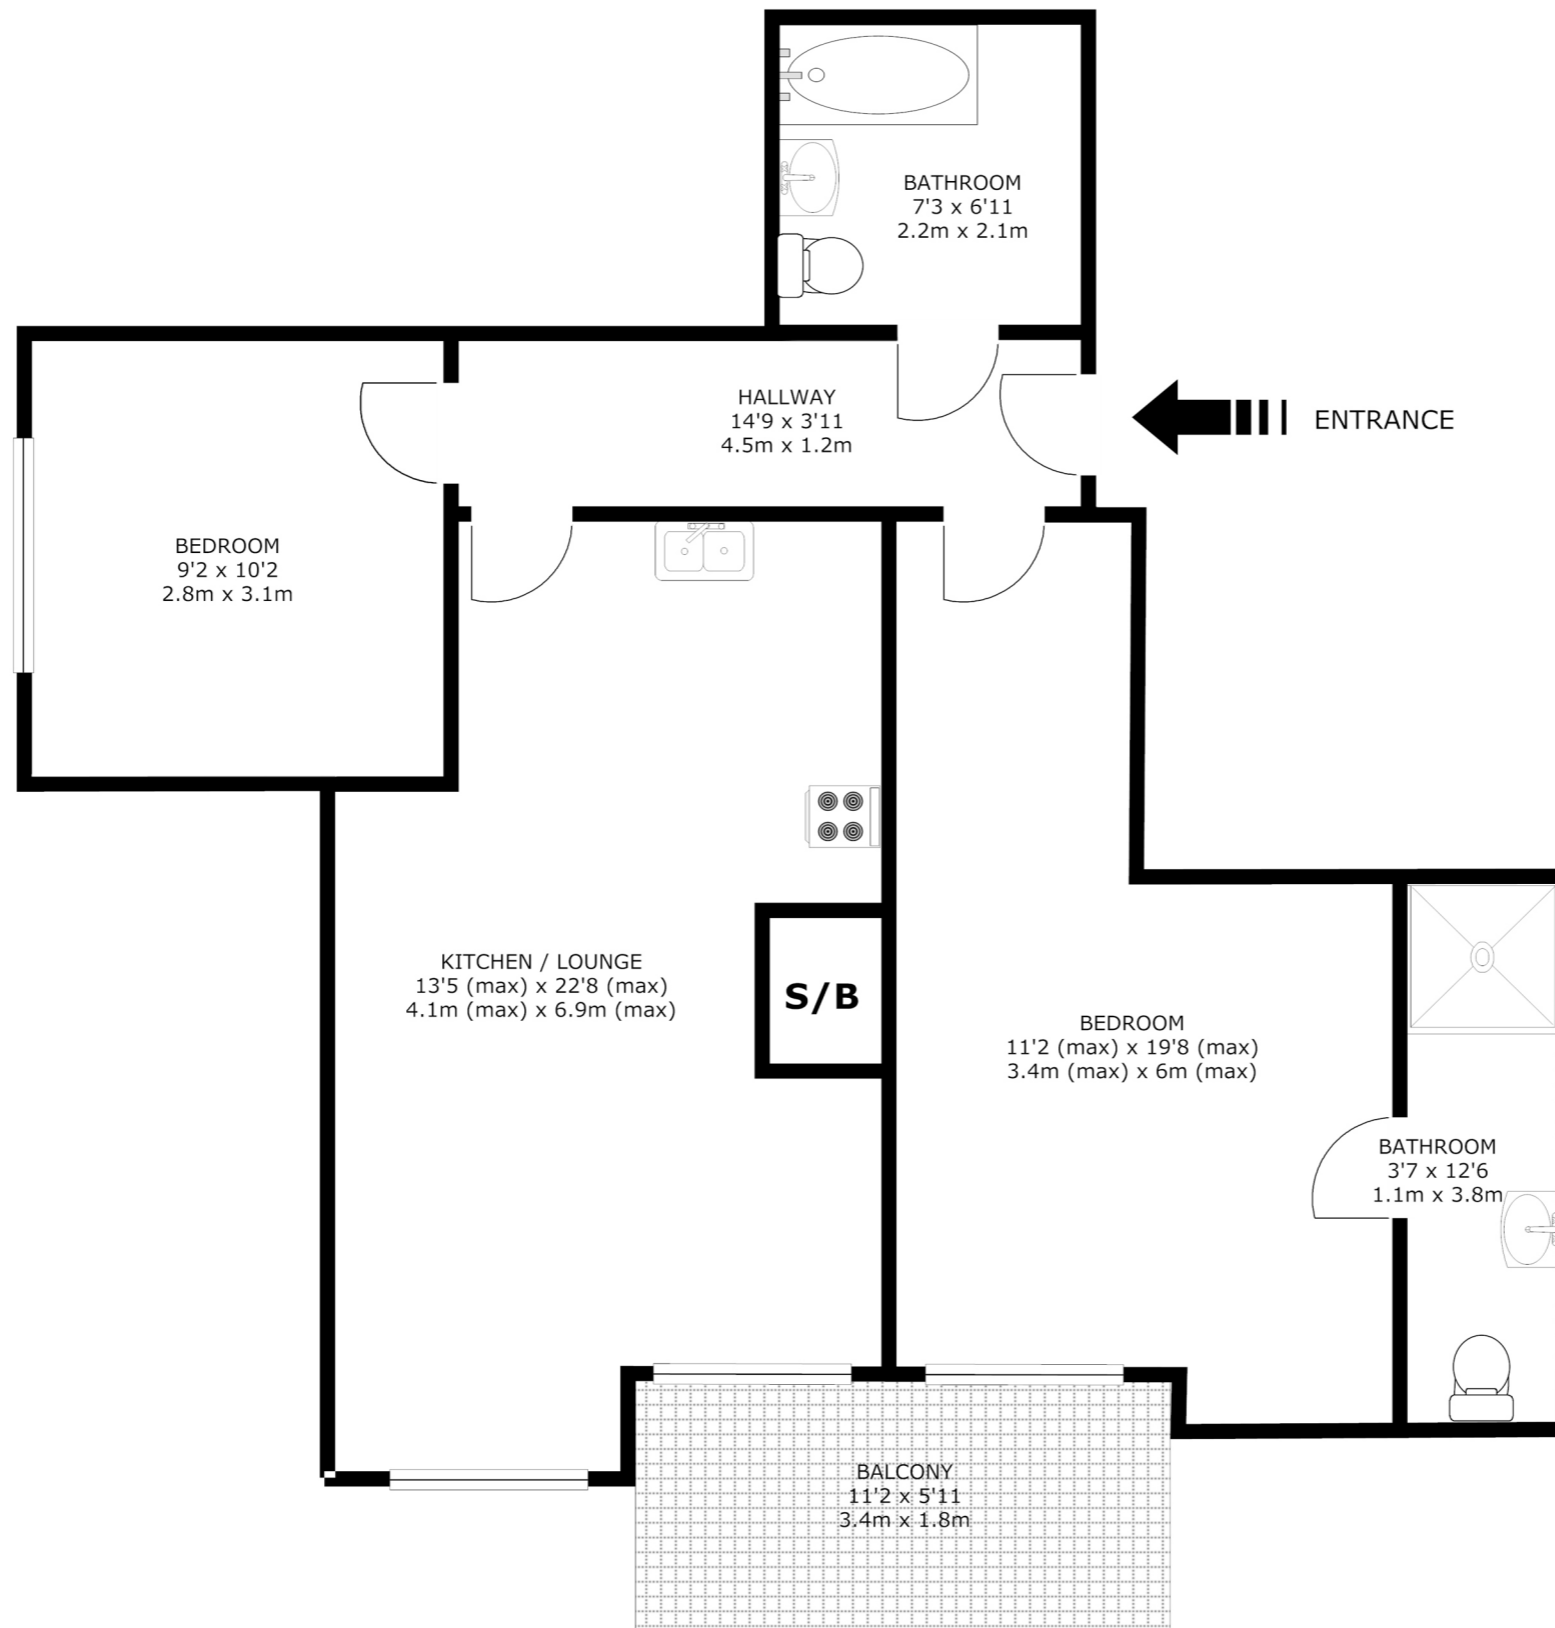 BATHROOM
7'3 x 6'11
2.2m x 2.1m
HALLWAY
14'9 x 3'11
4.5m x 1.2m
ENTRANCE
BEDROOM
9'2 x 10'2
2.8m x 3.1m
KITCHEN / LOUNGE
13'5 (max) x 22'8 (max)
4.1m (max) x 6.9m (max)
S/B
BEDROOM
11'2 (max) x 19'8 (max)
3.4m (max) x 6m (max)
BATHROOM
3'7 x 12'6
1.1m x 3.8m
BALCONY
11'2 x 5'11
3.4m x 1.8m